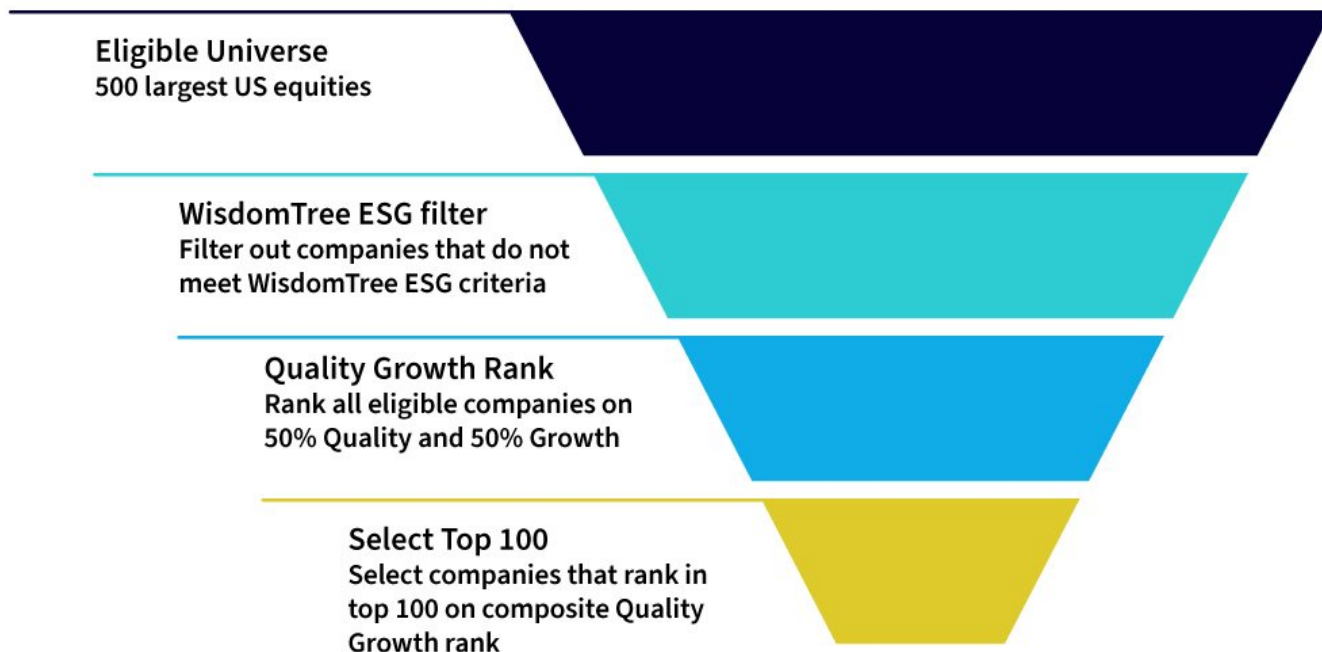 Eligible Universe
500 largest US equities
WisdomTree ESG filter
Filter out companies that do not
meet WisdomTree ESG criteria
Quality Growth Rank
Rank all eligible companies on
50% Quality and 50% Growth
Select Top 100
Select companies that rank in
top 100 on composite Quality
Growth rank